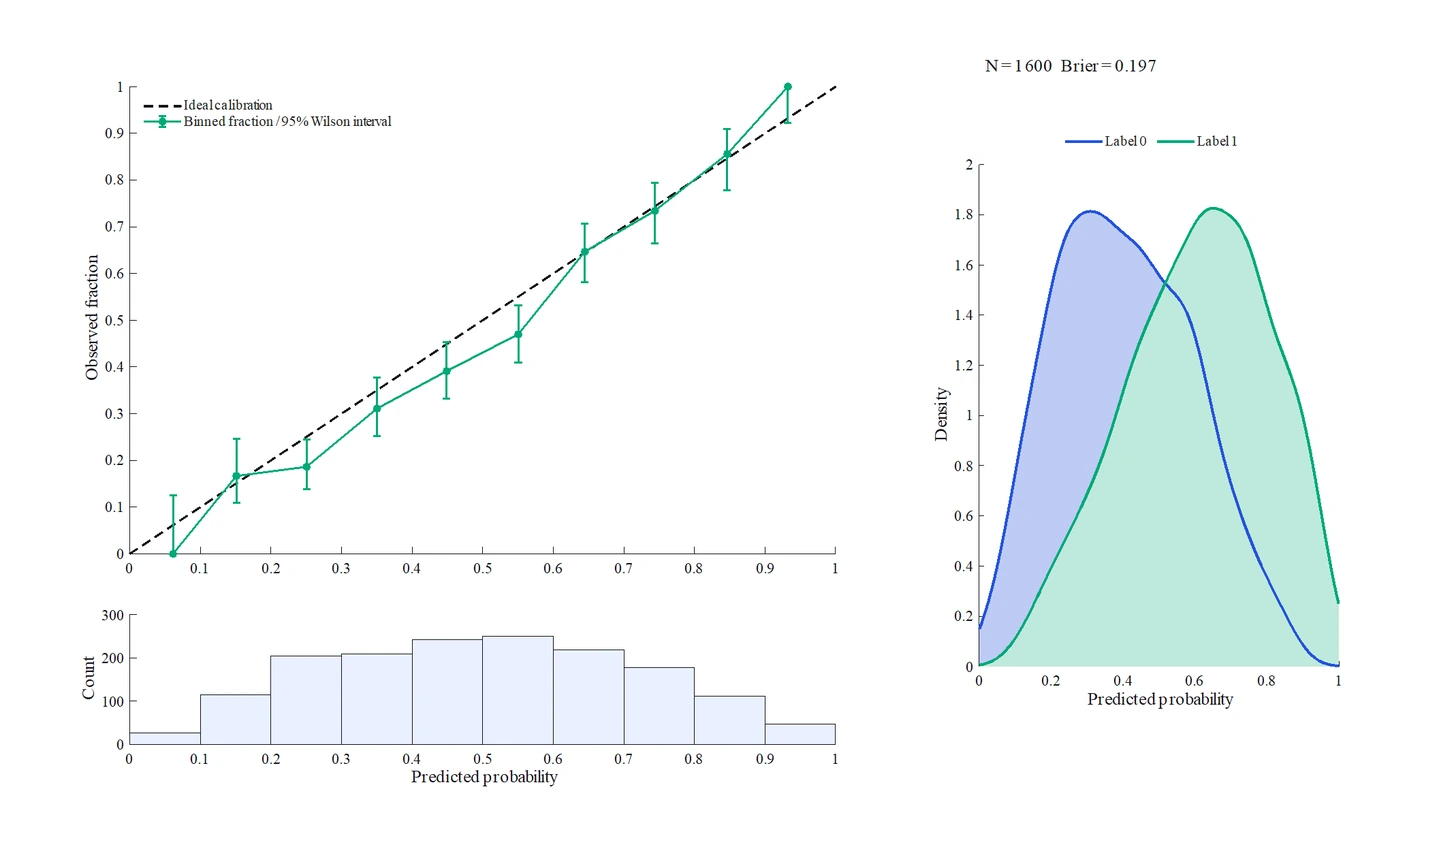 N=1600 Brier=0.197
1
0.9
0.8
0.7
0.6
0.5
0.4
0.3
0.2
0.1
0
Observed fraction
Ideal calibration
Binned fraction / 95% Wilson interval
0 0.1 0.2 0.3 0.4 0.5 0.6 0.7 0.8 0.9 1
300
200
100
0
Count
0 0.1 0.2 0.3 0.4 0.5 0.6 0.7 0.8 0.9 1
Predicted probability
Label 0 Label 1
2
1.8
1.6
1.4
1.2
1
0.8
0.6
0.4
0.2
0
Density
0 0.2 0.4 0.6 0.8 1
Predicted probability